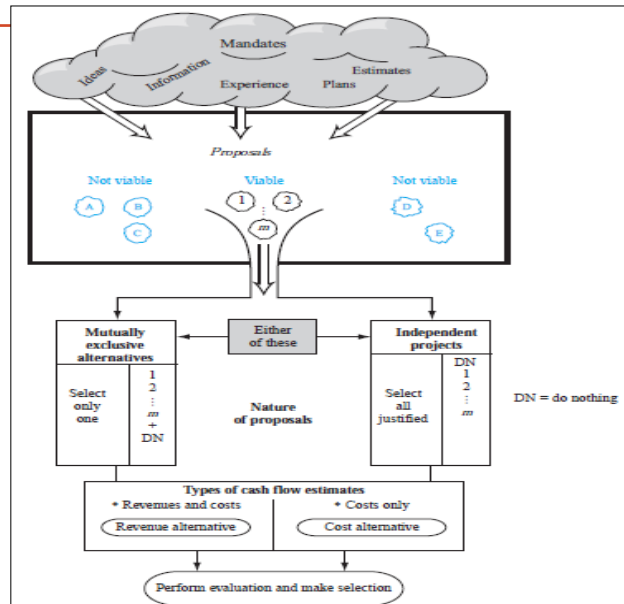 Mandates
Ideas
Information
Experience
Plans
Estimates
Proposals
Not viable
Viable
Not viable
A
B
C
1
2
⋮
m
D
E
Mutually
exclusive
alternatives
Either
of these
Independent
projects
Select
only
one
1
2
⋮
m
+
DN
Nature
of proposals
Select
all
justified
DN
1
2
⋮
m
DN = do nothing
Types of cash flow estimates
* Revenues and costs
* Costs only
Revenue alternative
Cost alternative
Perform evaluation and make selection